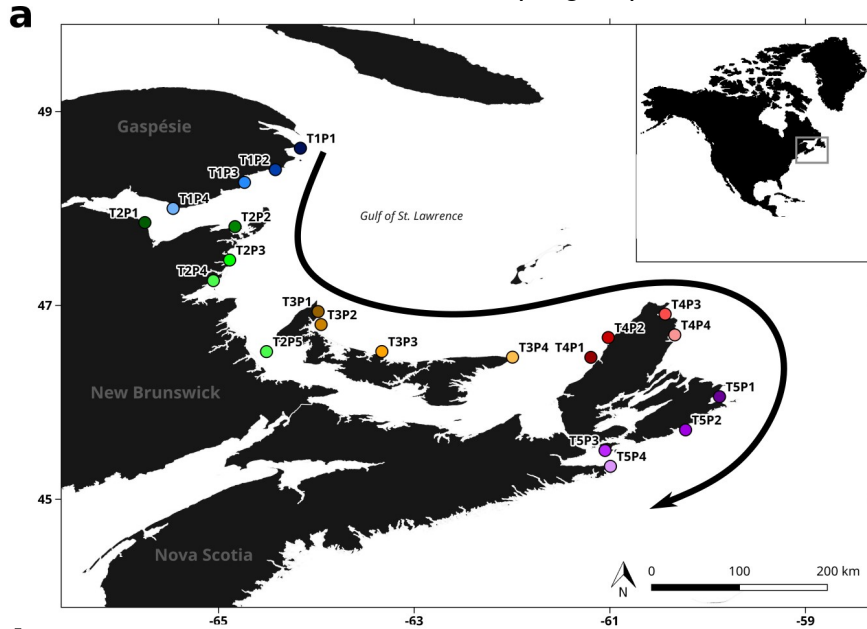 a
49
Gaspésie
T1P1
T1P2
T1P3
T1P4
T2P1
T2P2
Gulf of St. Lawrence
T2P3
T2P4
47
T3P1
T3P2
T4P3
T4P2
T4P4
T2P5
T3P3
T3P4
T4P1
New Brunswick
T5P1
T5P2
T5P3
T5P4
45
Nova Scotia
N
0 100 200 km
-65 -63 -61 -59